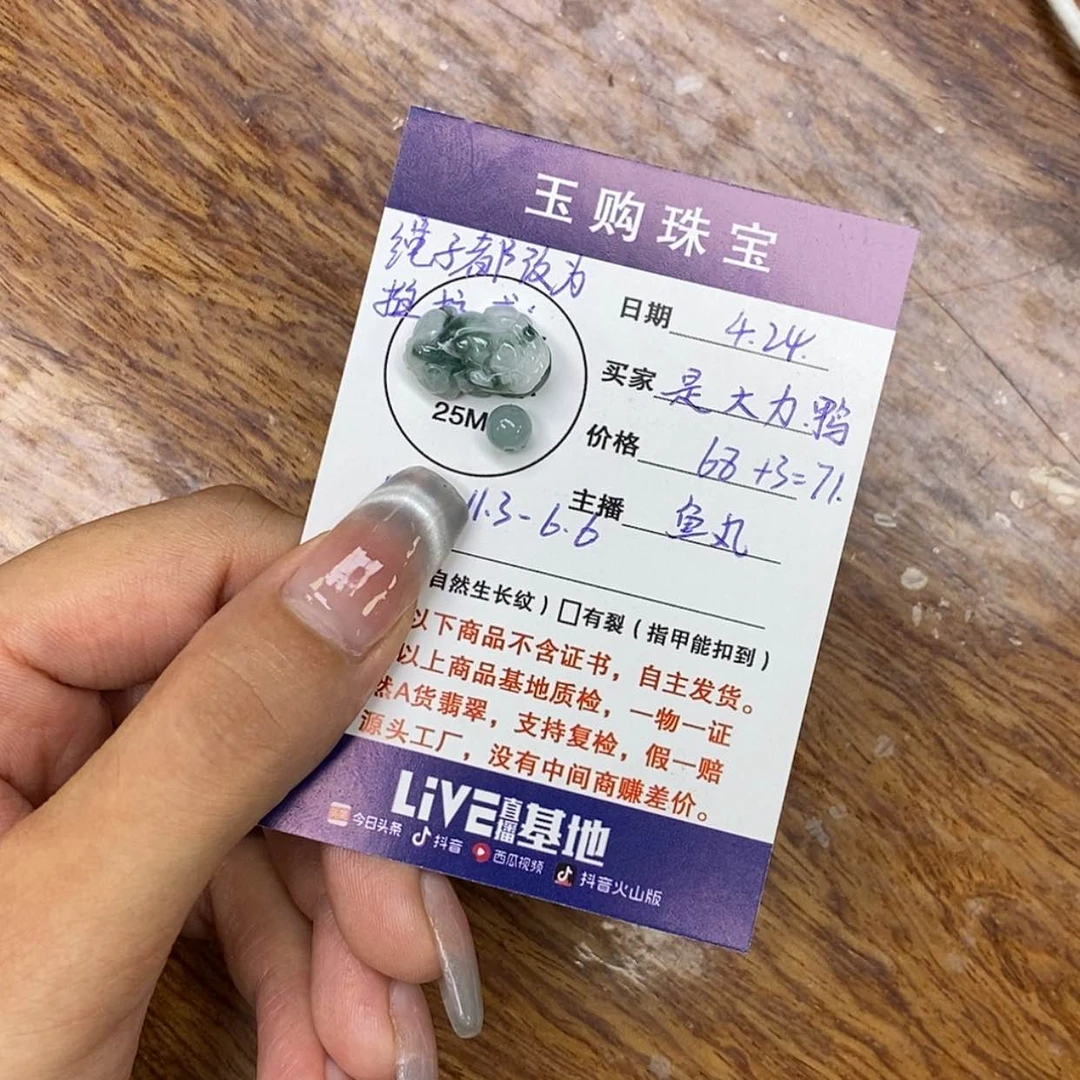 玉购珠宝
绳子都改为
日期 4.24.
买家 是大力.鸭
25M
价格 68+3=71.
主播 鱼丸
11.3-6.6
自然生长纹）□有裂（指甲能扣到）
以下商品不含证书，自主发货。
以上商品基地质检，一物一证
然A货翡翠，支持复检，假一赔
源头工厂，没有中间商赚差价。
LiVE直播基地
今日头条 抖音 西瓜视频 抖音火山版